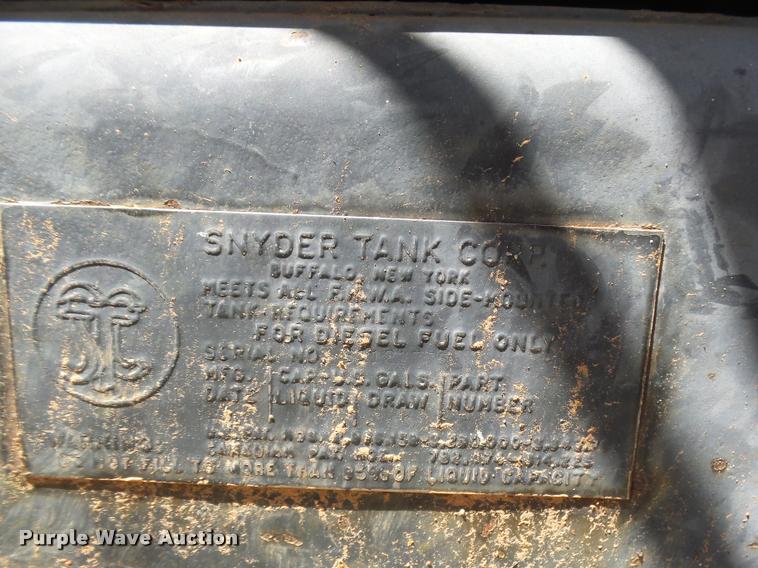 SNYDER TANK CORP.
BUFFALO, NEW YORK
MEETS ALL F.H.W.A. SIDE-MOUNTED
TANK REQUIREMENTS
FOR DIESEL FUEL ONLY
SERIAL NO.
MFG. CAP. U.S. GALS. PART
DATE LIQUID DRAW NUMBER
WARNING:
CANADIAN PAT. NO.
DO NOT FILL TO MORE THAN 95% OF LIQUID CAPACITY
Purple Wave Auction